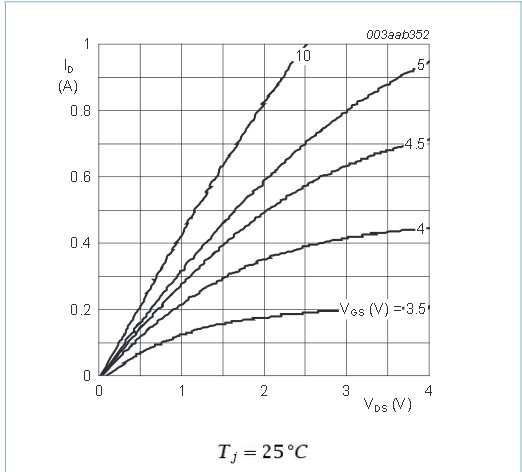 003aab352
1
I_D
(A)
10
5
0.8
4.5
0.6
0.4
4
0.2
V_GS (V) = 3.5
0
0 1 2 3 4
V_DS (V)
T_j = 25 °C